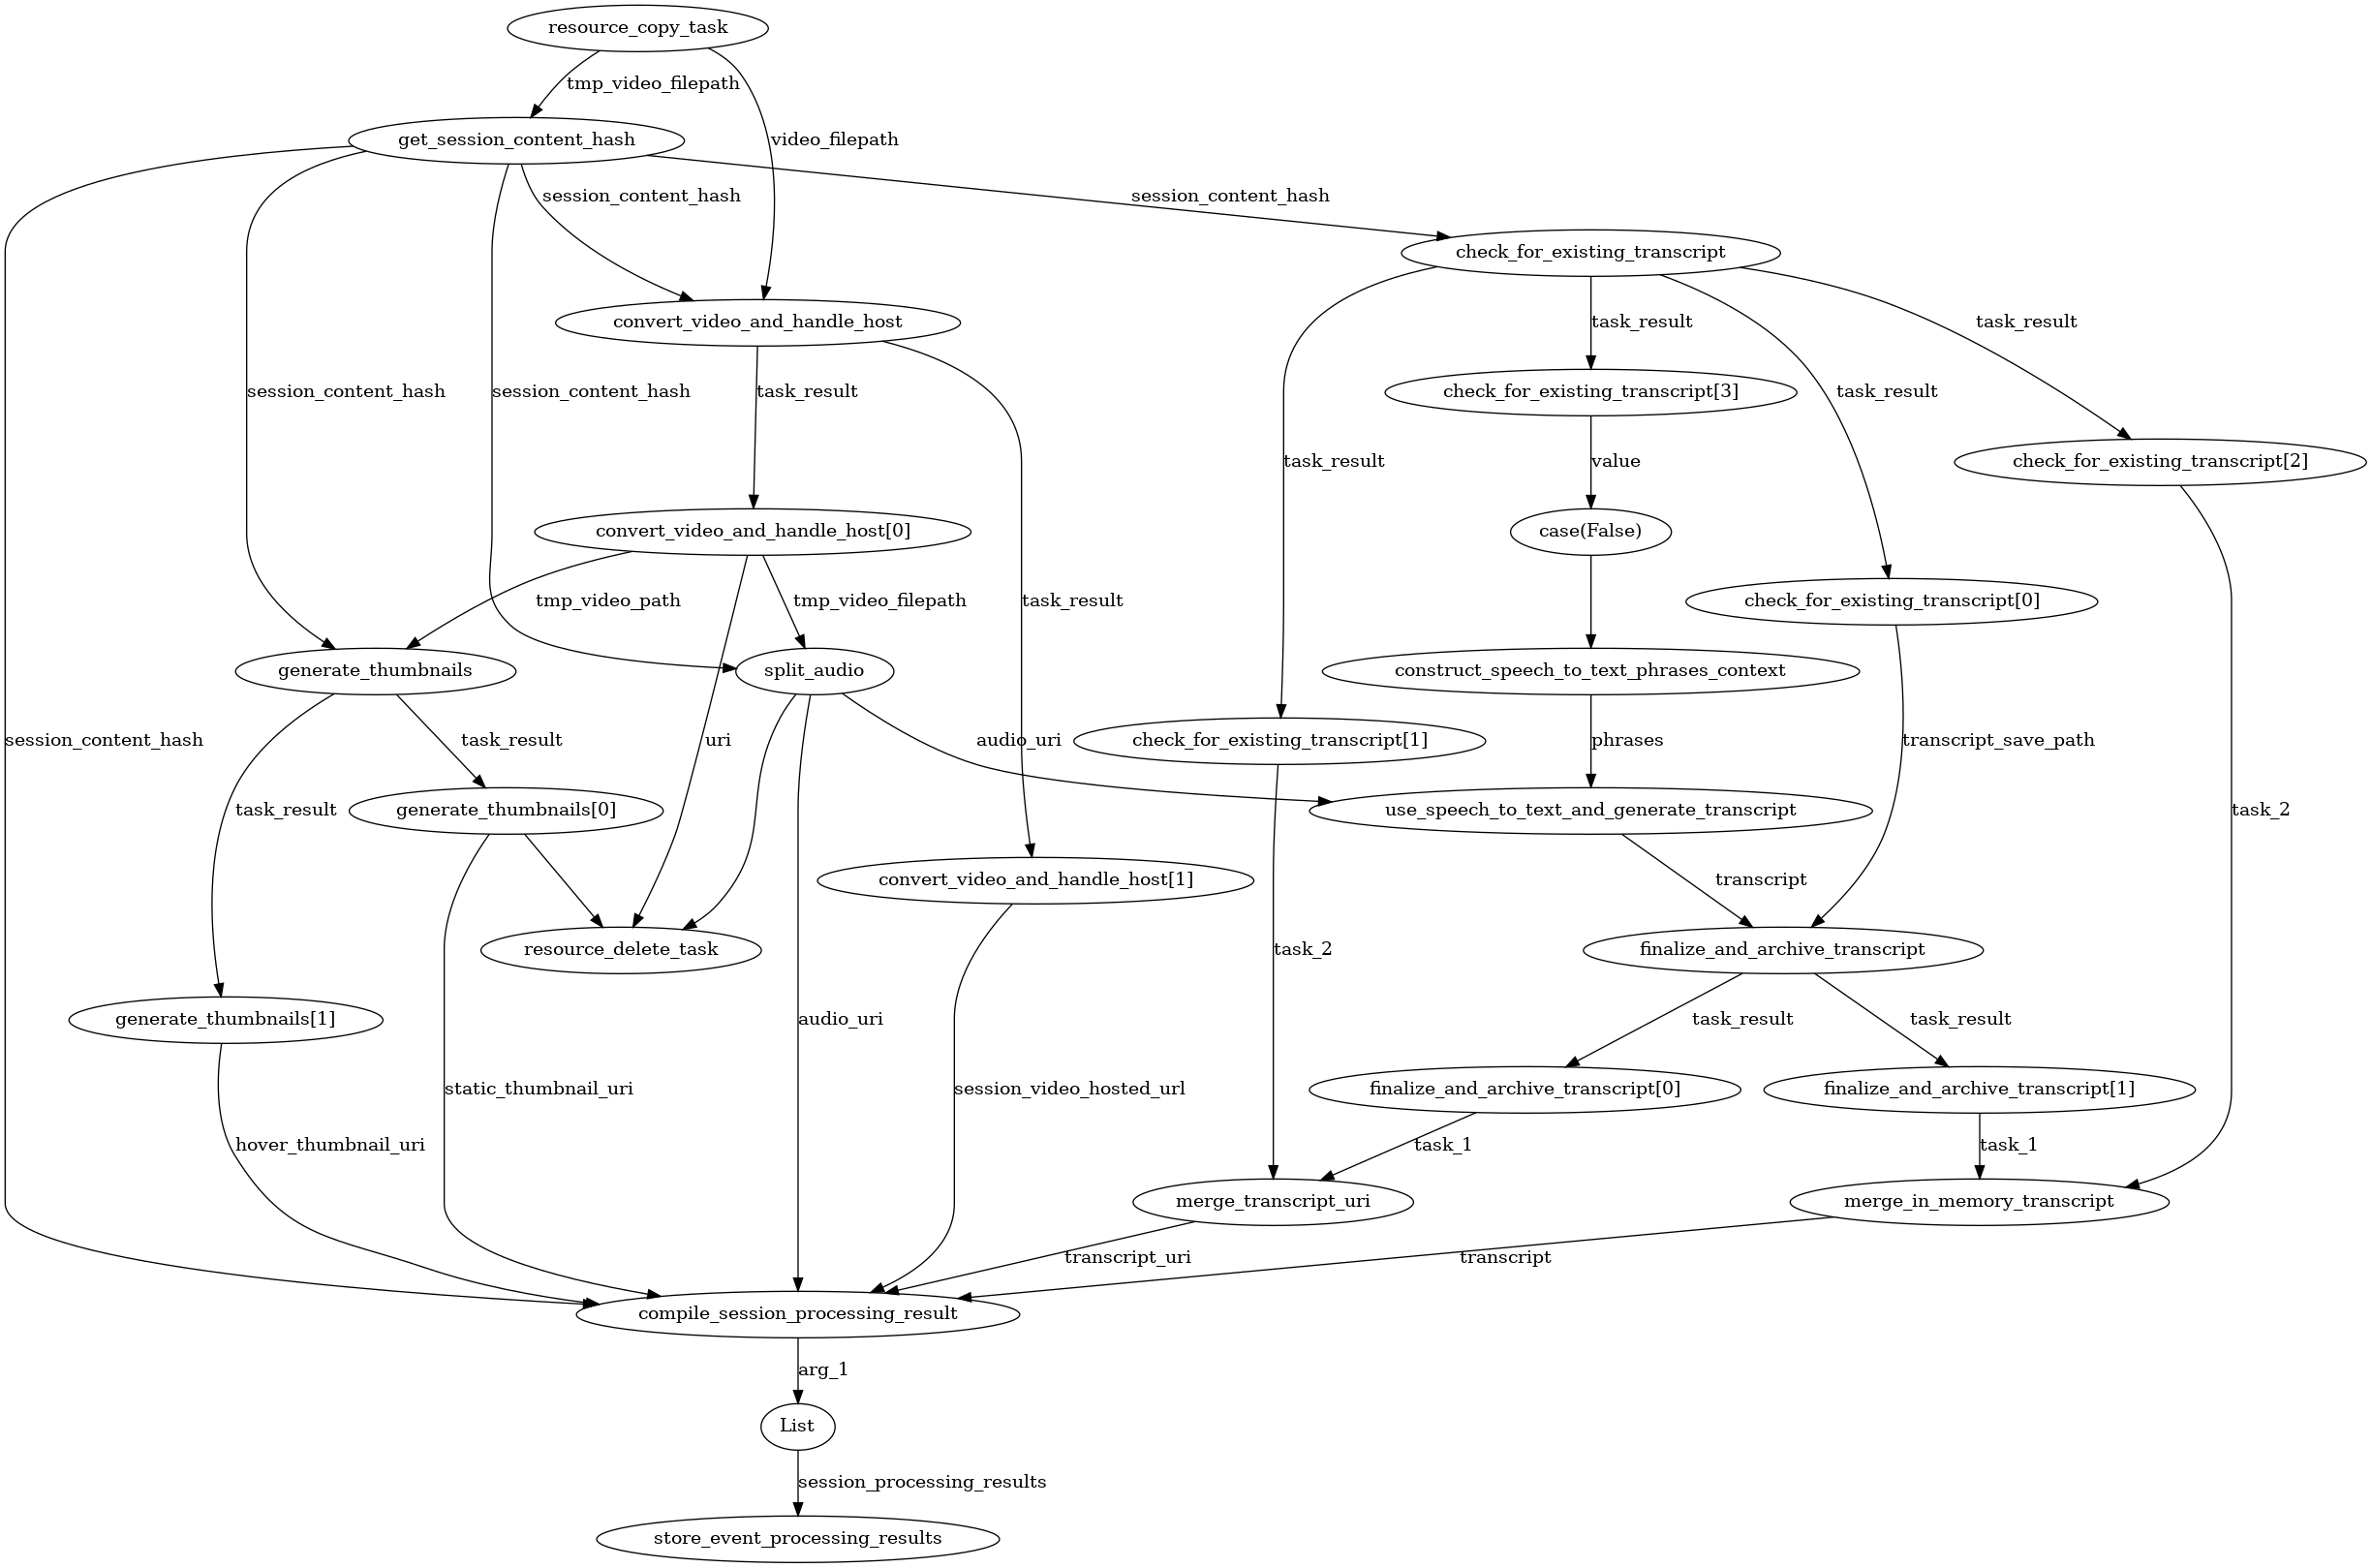 resource_copy_task
tmp_video_filepath
get_session_content_hash
video_filepath
session_content_hash
session_content_hash
check_for_existing_transcript
convert_video_and_handle_host
task_result
task_result
session_content_hash
session_content_hash
task_result
check_for_existing_transcript[3]
task_result
task_result
value
check_for_existing_transcript[2]
convert_video_and_handle_host[0]
case(False)
tmp_video_path
tmp_video_filepath
task_result
check_for_existing_transcript[0]
generate_thumbnails
split_audio
construct_speech_to_text_phrases_context
session_content_hash
task_result
uri
audio_uri
check_for_existing_transcript[1]
phrases
transcript_save_path
task_result
generate_thumbnails[0]
use_speech_to_text_and_generate_transcript
task_2
convert_video_and_handle_host[1]
transcript
resource_delete_task
task_2
finalize_and_archive_transcript
generate_thumbnails[1]
audio_uri
task_result
task_result
static_thumbnail_uri
session_video_hosted_url
finalize_and_archive_transcript[0]
finalize_and_archive_transcript[1]
hover_thumbnail_uri
task_1
task_1
merge_transcript_uri
merge_in_memory_transcript
transcript_uri
transcript
compile_session_processing_result
arg_1
List
session_processing_results
store_event_processing_results